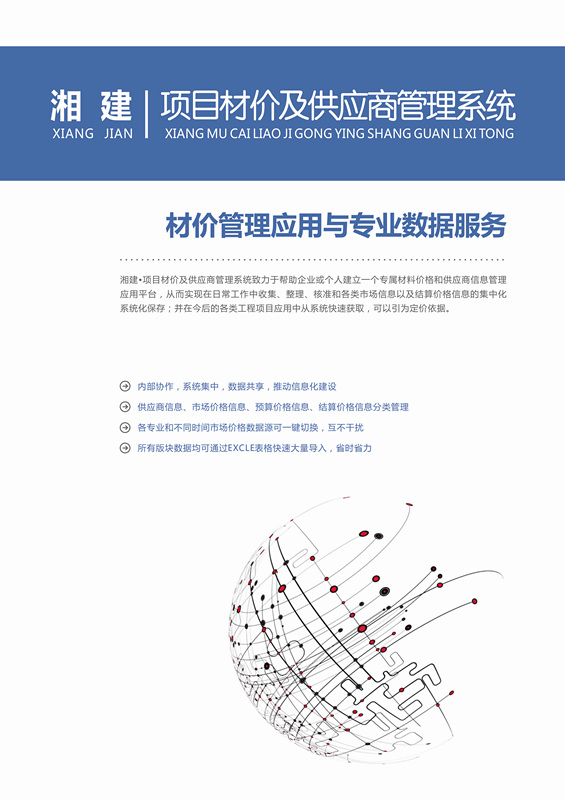 湘 建 项目材价及供应商管理系统
XIANG JIAN XIANG MU CAI LIAO JI GONG YING SHANG GUAN LI XI TONG
材价管理应用与专业数据服务
湘建•项目材价及供应商管理系统致力于帮助企业或个人建立一个专属材料价格和供应商信息管理
应用平台，从而实现在日常工作中收集、整理、核准和各类市场信息以及结算价格信息的集中化
系统化保存；并在今后的各类工程项目应用中从系统快速获取，可以引为定价依据。
内部协作，系统集中，数据共享，推动信息化建设
供应商信息、市场价格信息、预算价格信息、结算价格信息分类管理
各专业和不同时间市场价格数据源可一键切换，互不干扰
所有版块数据均可通过EXCLE表格快速大量导入，省时省力